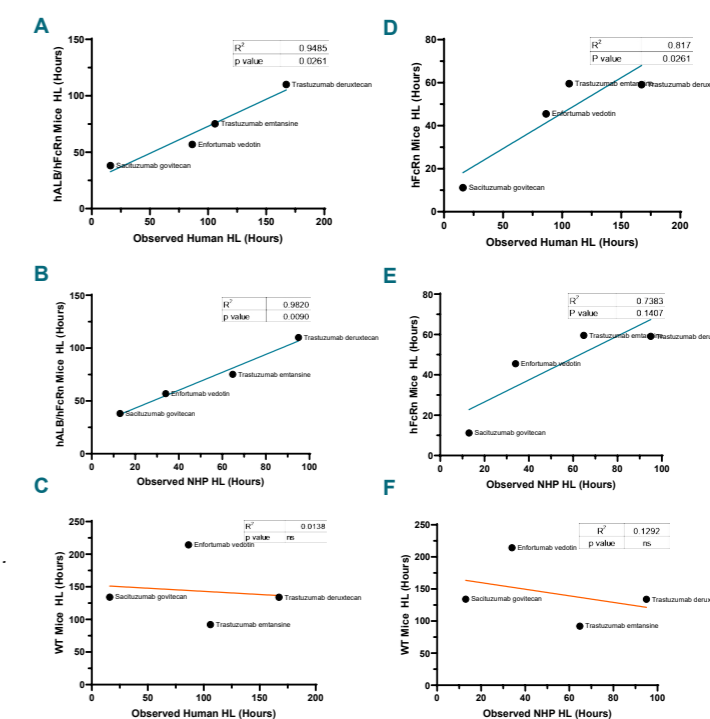 A
R² 0.9485
p value 0.0261
150
100
50
0
hALB/hFcRn Mice HL (Hours)
Trastuzumab deruxtecan
Trastuzumab emtansine
Enfortumab vedotin
Sacituzumab govitecan
0 50 100 150 200
Observed Human HL (Hours)
D
R² 0.817
P value 0.0261
80
60
40
20
0
hFcRn Mice HL (Hours)
Trastuzumab emtansine
Trastuzumab derux
Enfortumab vedotin
Sacituzumab govitecan
0 50 100 150 200
Observed Human HL (Hours)
B
R² 0.9820
p value 0.0090
150
100
50
0
hALB/hFcRn Mice HL (Hours)
Trastuzumab deruxtecan
Trastuzumab emtansine
Enfortumab vedotin
Sacituzumab govitecan
0 20 40 60 80 100
Observed NHP HL (Hours)
E
R² 0.7383
P value 0.1407
80
60
40
20
0
hFcRn Mice HL (Hours)
Trastuzumab Trastuzumab der
Enfortumab vedotin
Sacituzumab govitecan
0 20 40 60 80 100
Observed NHP HL (Hours)
C
R² 0.0138
p value ns
250
200
150
100
50
0
WT Mice HL (Hours)
Enfortumab vedotin
Sacituzumab govitecan
Trastuzumab deruxtecan
Trastuzumab emtansine
0 50 100 150 200
Observed Human HL (Hours)
F
R² 0.1292
p value ns
250
200
150
100
50
0
WT Mice HL (Hours)
Enfortumab vedotin
Sacituzumab govitecan
Trastuzumab derux
Trastuzumab emtansine
0 20 40 60 80 100
Observed NHP HL (Hours)